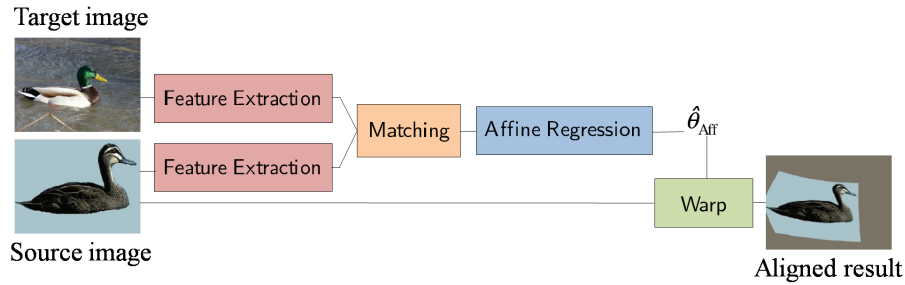 Target image
Feature Extraction
Matching
Affine Regression
θ̂Aff
Feature Extraction
Warp
Source image
Aligned result